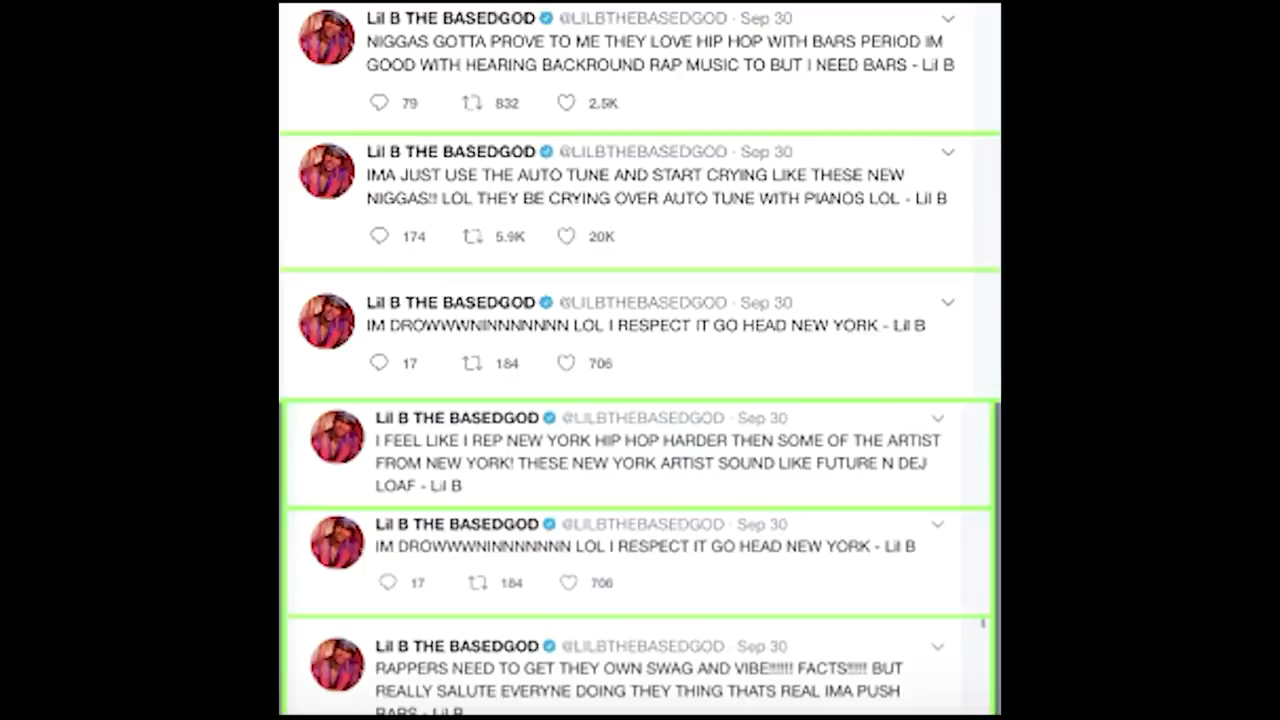 Lil B THE BASEDGOD @LILBTHEBASEDGOD · Sep 30
NIGGAS GOTTA PROVE TO ME THEY LOVE HIP HOP WITH BARS PERIOD IM
GOOD WITH HEARING BACKROUND RAP MUSIC TO BUT I NEED BARS - Lil B
79 832 2.5K
Lil B THE BASEDGOD @LILBTHEBASEDGOD · Sep 30
IMA JUST USE THE AUTO TUNE AND START CRYING LIKE THESE NEW
NIGGAS!! LOL THEY BE CRYING OVER AUTO TUNE WITH PIANOS LOL - Lil B
174 5.9K 20K
Lil B THE BASEDGOD @LILBTHEBASEDGOD · Sep 30
IM DROWWWNINNNNNNN LOL I RESPECT IT GO HEAD NEW YORK - Lil B
17 184 706
Lil B THE BASEDGOD @LILBTHEBASEDGOD · Sep 30
I FEEL LIKE I REP NEW YORK HIP HOP HARDER THEN SOME OF THE ARTIST
FROM NEW YORK! THESE NEW YORK ARTIST SOUND LIKE FUTURE N DEJ
LOAF - Lil B
Lil B THE BASEDGOD @LILBTHEBASEDGOD · Sep 30
IM DROWWWNINNNNNNN LOL I RESPECT IT GO HEAD NEW YORK - Lil B
17 184 706
Lil B THE BASEDGOD @LILBTHEBASEDGOD · Sep 30
RAPPERS NEED TO GET THEY OWN SWAG AND VIBE!!!!!! FACTS!!!!! BUT
REALLY SALUTE EVERYNE DOING THEY THING THATS REAL IMA PUSH
BARS - Lil B